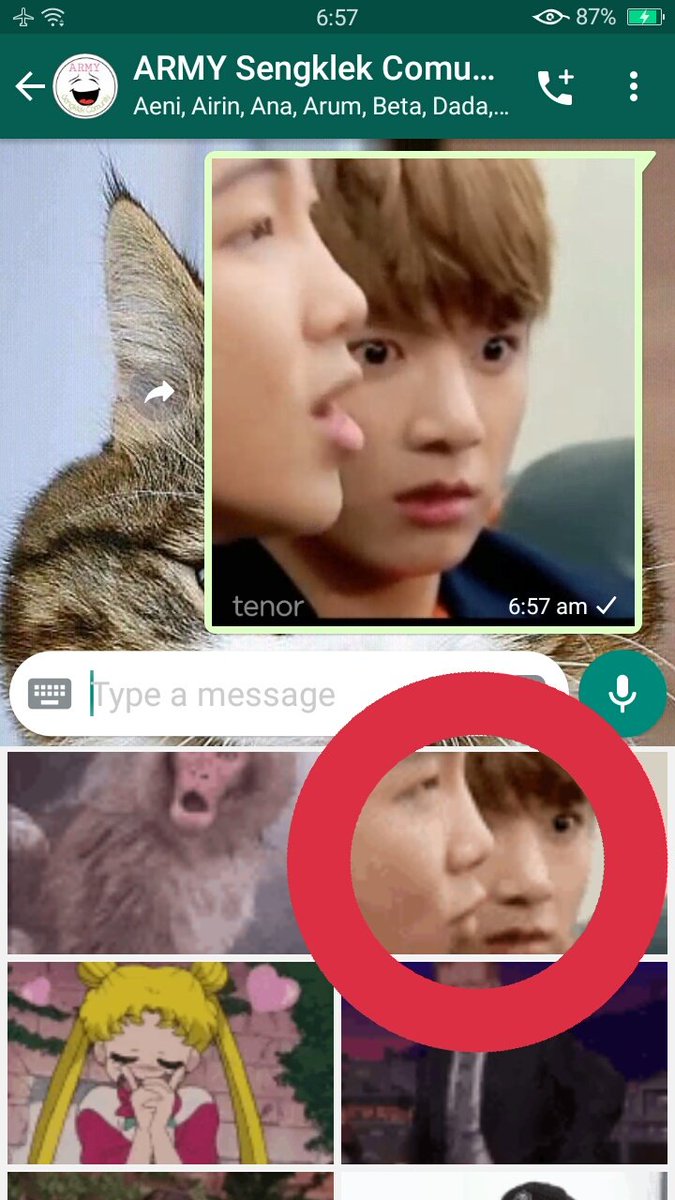 6:57
87%
ARMY
ARMY Sengklek Comu...
Aeni, Airin, Ana, Arum, Beta, Dada,...
tenor
6:57 am
Type a message